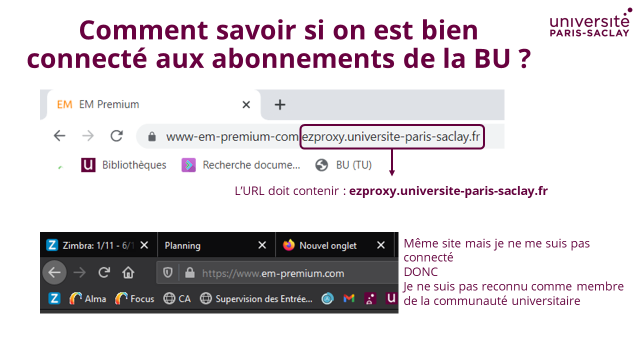 Comment savoir si on est bien
connecté aux abonnements de la BU ?
université
PARIS-SACLAY
EM EM Premium
www-em-premium-com.ezproxy.universite-paris-saclay.fr
Bibliothèques Recherche docume... BU (TU)
L'URL doit contenir : ezproxy.universite-paris-saclay.fr
Zimbra: 1/11 - 6/1 Planning Nouvel onglet
https://www.em-premium.com
Alma Focus CA Supervision des Entrée...
Même site mais je ne me suis pas
connecté
DONC
Je ne suis pas reconnu comme membre
de la communauté universitaire